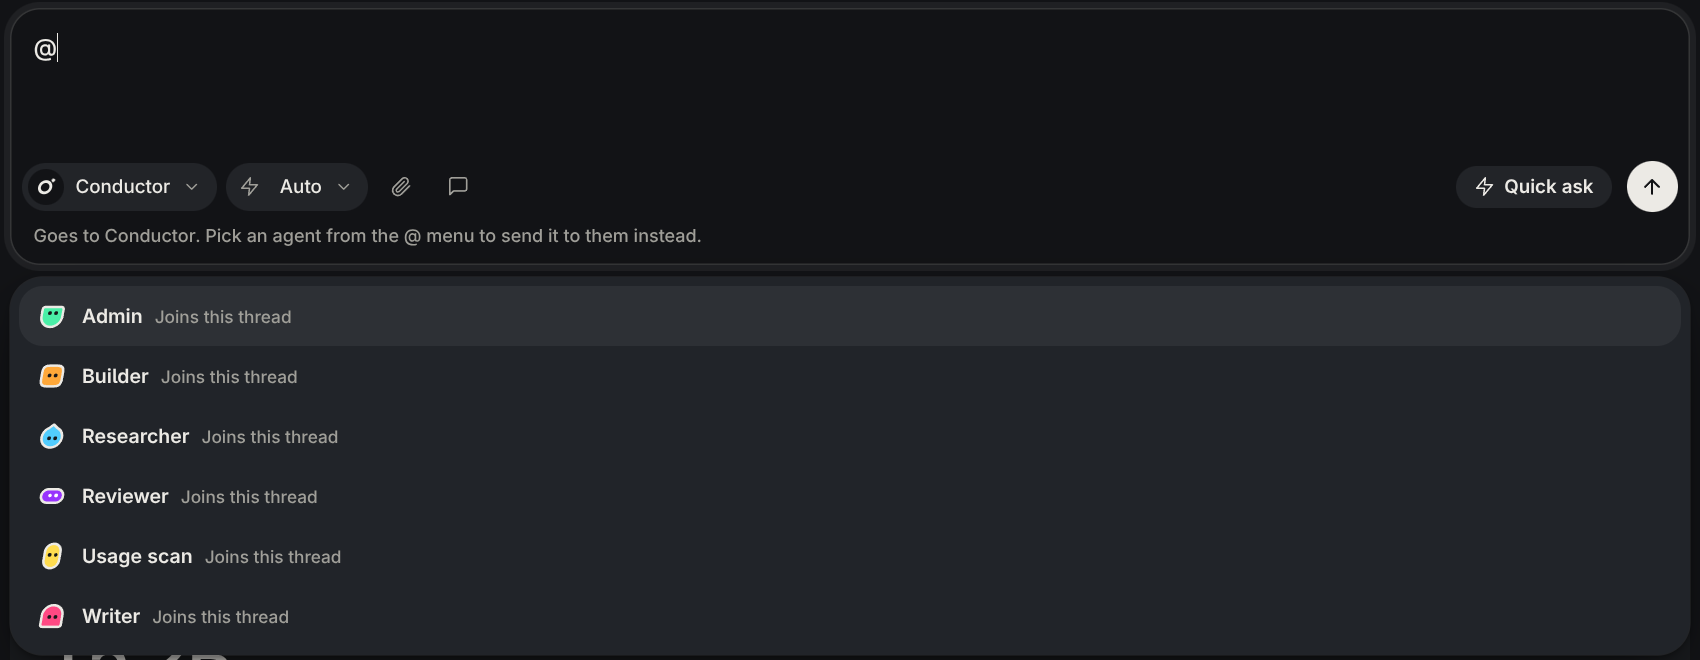 @
Conductor Auto Quick ask
Goes to Conductor. Pick an agent from the @ menu to send it to them instead.
Admin Joins this thread
Builder Joins this thread
Researcher Joins this thread
Reviewer Joins this thread
Usage scan Joins this thread
Writer Joins this thread